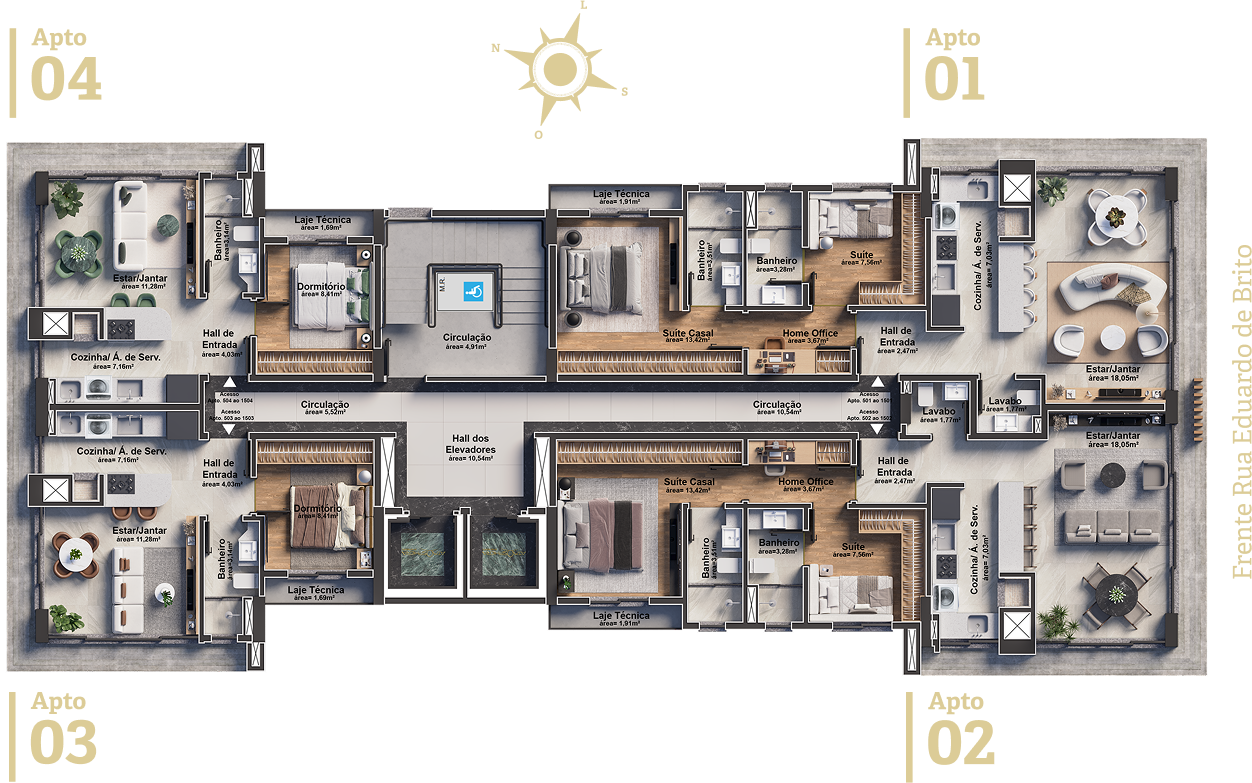 Apto
04
N
L
S
O
Apto
01
Laje Técnica
área= 1,69m²
Laje Técnica
área= 1,91m²
Banheiro
área=3,14m²
Estar/Jantar
área= 11,28m²
Dormitório
área= 8,41m²
M.R.
Banheiro
área=3,51m²
Banheiro
área=3,28m²
Suíte
área= 7,56m²
Cozinha/ Á. de Serv.
área= 7,03m²
Hall de
Entrada
área= 4,03m²
Circulação
área= 4,91m²
Suíte Casal
área= 13,42m²
Home Office
área= 3,67m²
Hall de
Entrada
área= 2,47m²
Cozinha/ Á. de Serv.
área= 7,16m²
Estar/Jantar
área= 18,05m²
Acesso
Apto. 504 ao 1504
Acesso
Apto. 503 ao 1503
Circulação
área= 5,52m²
Circulação
área= 10,54m²
Acesso
Apto. 501 ao
Acesso
Apto. 502 ao
Lavabo
área= 1,77m²
Lavabo
área= 1,77m²
Frente Rua Eduardo de Brito
Cozinha/ Á. de Serv.
área= 7,16m²
Hall dos
Elevadores
área= 10,54m²
Estar/Jantar
área= 18,05m²
Hall de
Entrada
área= 4,03m²
Suíte Casal
área= 13,42m²
Home Office
área= 3,67m²
Hall de
Entrada
área= 2,47m²
Estar/Jantar
área= 11,28m²
Dormitório
área= 8,41m²
Banheiro
área=3,14m²
Banheiro
área=3,51m²
Banheiro
área=3,28m²
Suíte
área= 7,56m²
Cozinha/ Á. de Serv.
área= 7,03m²
Laje Técnica
área= 1,69m²
Laje Técnica
área= 1,91m²
Apto
03
Apto
02